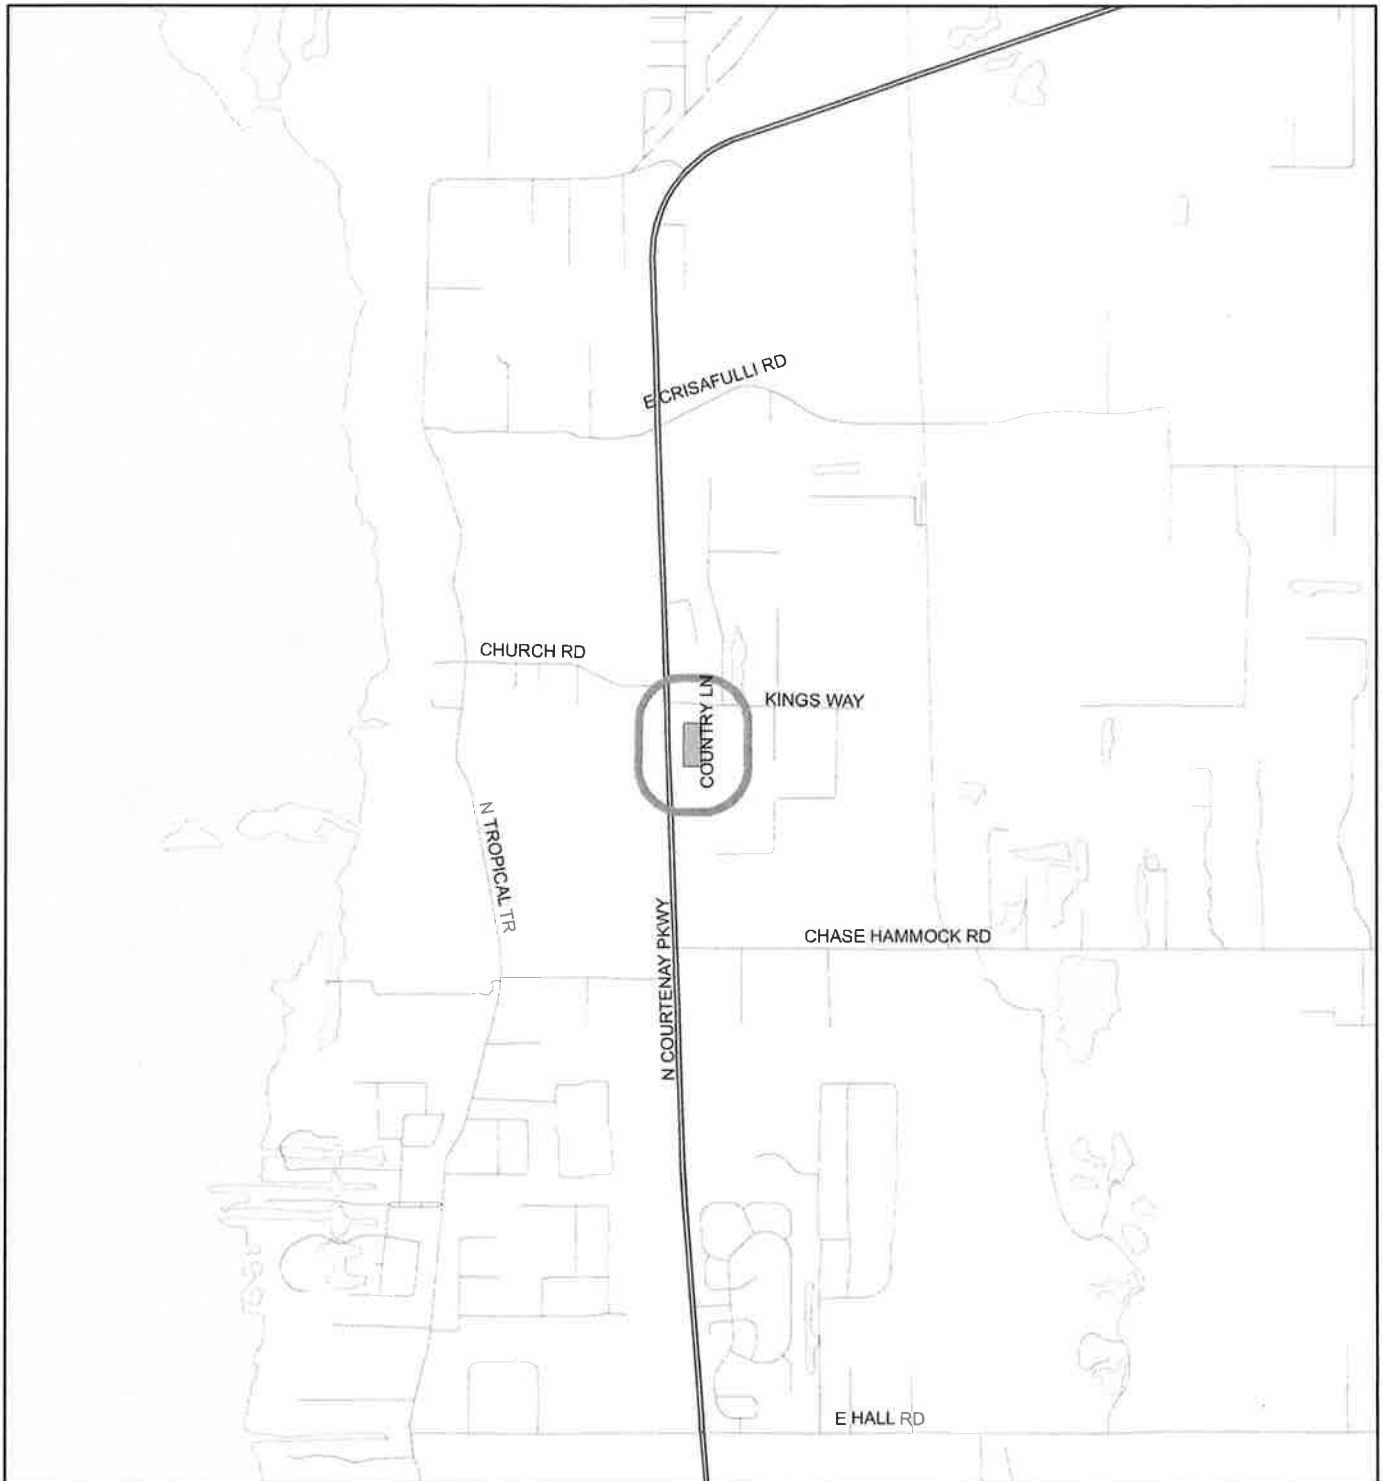 E CRISAFULLI RD
CHURCH RD
COUNTRY LN
KINGS WAY
N TROPICAL TR
N COURTENAY PKWY
CHASE HAMMOCK RD
E HALL RD